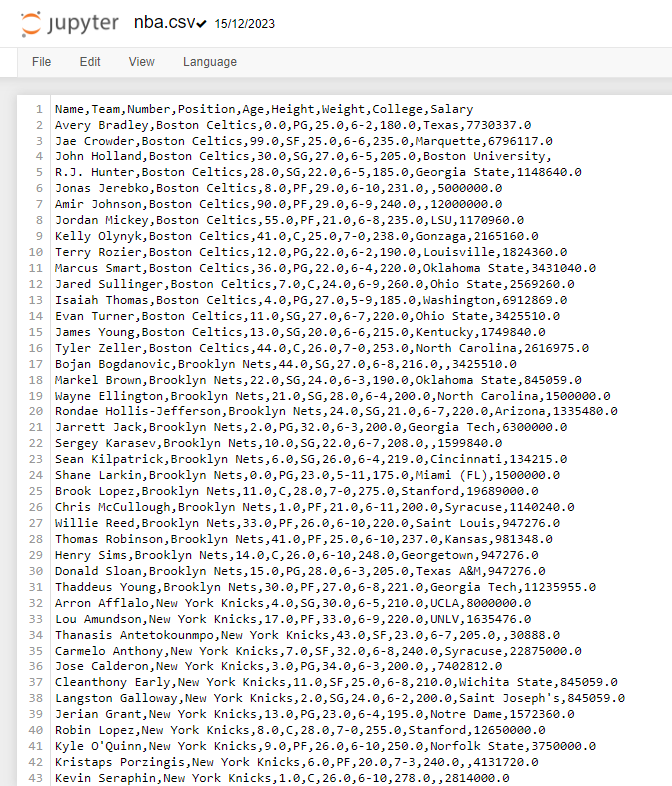 jupyter nba.csv✔ 15/12/2023
File Edit View Language
1 Name,Team,Number,Position,Age,Height,Weight,College,Salary
2 Avery Bradley,Boston Celtics,0.0,PG,25.0,6-2,180.0,Texas,7730337.0
3 Jae Crowder,Boston Celtics,99.0,SF,25.0,6-6,235.0,Marquette,6796117.0
4 John Holland,Boston Celtics,30.0,SG,27.0,6-5,205.0,Boston University,
5 R.J. Hunter,Boston Celtics,28.0,SG,22.0,6-5,185.0,Georgia State,1148640.0
6 Jonas Jerebko,Boston Celtics,8.0,PF,29.0,6-10,231.0,,5000000.0
7 Amir Johnson,Boston Celtics,90.0,PF,29.0,6-9,240.0,,12000000.0
8 Jordan Mickey,Boston Celtics,55.0,PF,21.0,6-8,235.0,LSU,1170960.0
9 Kelly Olynyk,Boston Celtics,41.0,C,25.0,7-0,238.0,Gonzaga,2165160.0
10 Terry Rozier,Boston Celtics,12.0,PG,22.0,6-2,190.0,Louisville,1824360.0
11 Marcus Smart,Boston Celtics,36.0,PG,22.0,6-4,220.0,Oklahoma State,3431040.0
12 Jared Sullinger,Boston Celtics,7.0,C,24.0,6-9,260.0,Ohio State,2569260.0
13 Isaiah Thomas,Boston Celtics,4.0,PG,27.0,5-9,185.0,Washington,6912869.0
14 Evan Turner,Boston Celtics,11.0,SG,27.0,6-7,220.0,Ohio State,3425510.0
15 James Young,Boston Celtics,13.0,SG,20.0,6-6,215.0,Kentucky,1749840.0
16 Tyler Zeller,Boston Celtics,44.0,C,26.0,7-0,253.0,North Carolina,2616975.0
17 Bojan Bogdanovic,Brooklyn Nets,44.0,SG,27.0,6-8,216.0,,3425510.0
18 Markel Brown,Brooklyn Nets,22.0,SG,24.0,6-3,190.0,Oklahoma State,845059.0
19 Wayne Ellington,Brooklyn Nets,21.0,SG,28.0,6-4,200.0,North Carolina,1500000.0
20 Rondae Hollis-Jefferson,Brooklyn Nets,24.0,SG,21.0,6-7,220.0,Arizona,1335480.0
21 Jarrett Jack,Brooklyn Nets,2.0,PG,32.0,6-3,200.0,Georgia Tech,6300000.0
22 Sergey Karasev,Brooklyn Nets,10.0,SG,22.0,6-7,208.0,,1599840.0
23 Sean Kilpatrick,Brooklyn Nets,6.0,SG,26.0,6-4,219.0,Cincinnati,134215.0
24 Shane Larkin,Brooklyn Nets,0.0,PG,23.0,5-11,175.0,Miami (FL),1500000.0
25 Brook Lopez,Brooklyn Nets,11.0,C,28.0,7-0,275.0,Stanford,19689000.0
26 Chris McCullough,Brooklyn Nets,1.0,PF,21.0,6-11,200.0,Syracuse,1140240.0
27 Willie Reed,Brooklyn Nets,33.0,PF,26.0,6-10,220.0,Saint Louis,947276.0
28 Thomas Robinson,Brooklyn Nets,41.0,PF,25.0,6-10,237.0,Kansas,981348.0
29 Henry Sims,Brooklyn Nets,14.0,C,26.0,6-10,248.0,Georgetown,947276.0
30 Donald Sloan,Brooklyn Nets,15.0,PG,28.0,6-3,205.0,Texas A&M,947276.0
31 Thaddeus Young,Brooklyn Nets,30.0,PF,27.0,6-8,221.0,Georgia Tech,11235955.0
32 Arron Afflalo,New York Knicks,4.0,SG,30.0,6-5,210.0,UCLA,8000000.0
33 Lou Amundson,New York Knicks,17.0,PF,33.0,6-9,220.0,UNLV,1635476.0
34 Thanasis Antetokounmpo,New York Knicks,43.0,SF,23.0,6-7,205.0,,30888.0
35 Carmelo Anthony,New York Knicks,7.0,SF,32.0,6-8,240.0,Syracuse,22875000.0
36 Jose Calderon,New York Knicks,3.0,PG,34.0,6-3,200.0,,7402812.0
37 Cleanthony Early,New York Knicks,11.0,SF,25.0,6-8,210.0,Wichita State,845059.0
38 Langston Galloway,New York Knicks,2.0,SG,24.0,6-2,200.0,Saint Joseph's,845059.0
39 Jerian Grant,New York Knicks,13.0,PG,23.0,6-4,195.0,Notre Dame,1572360.0
40 Robin Lopez,New York Knicks,8.0,C,28.0,7-0,255.0,Stanford,12650000.0
41 Kyle O'Quinn,New York Knicks,9.0,PF,26.0,6-10,250.0,Norfolk State,3750000.0
42 Kristaps Porzingis,New York Knicks,6.0,PF,20.0,7-3,240.0,,4131720.0
43 Kevin Seraphin,New York Knicks,1.0,C,26.0,6-10,278.0,,2814000.0